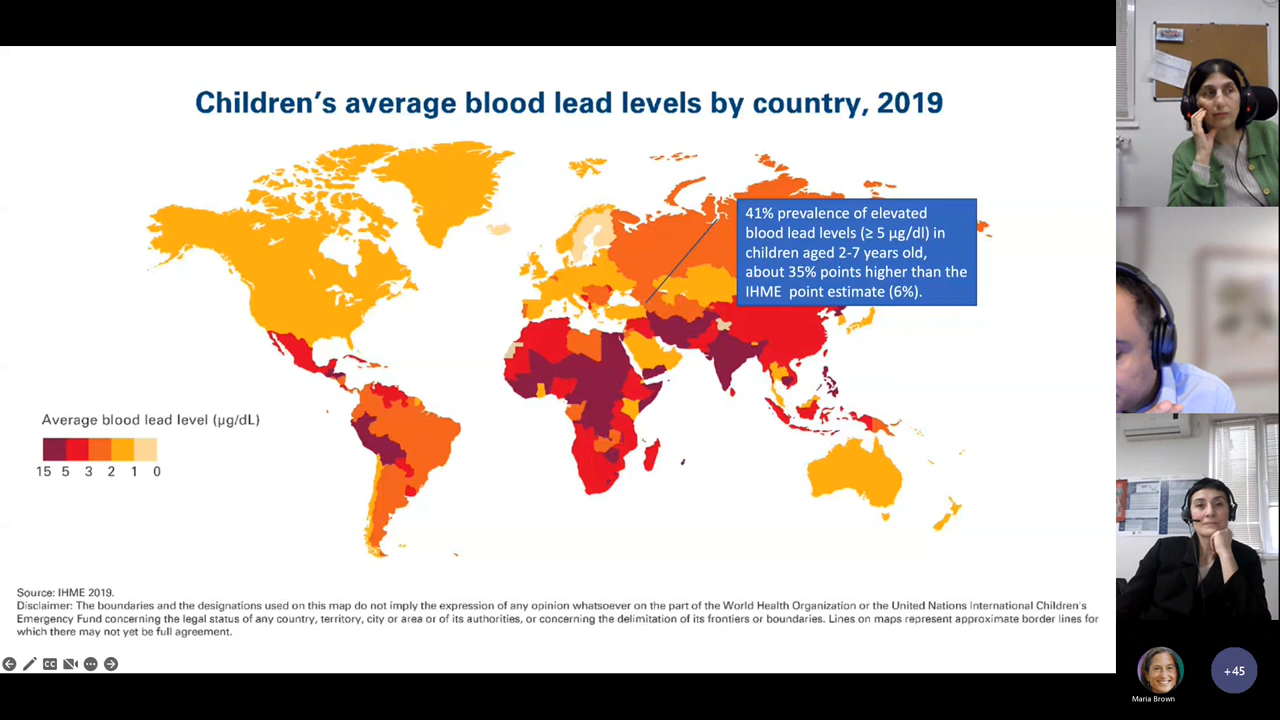 Children's average blood lead levels by country, 2019
41% prevalence of elevated
blood lead levels (≥ 5 µg/dl) in
children aged 2-7 years old,
about 35% points higher than the
IHME point estimate (6%).
Average blood lead level (µg/dL)
15 5 3 2 1 0
Source: IHME 2019.
Disclaimer: The boundaries and the designations used on this map do not imply the expression of any opinion whatsoever on the part of the World Health Organization or the United Nations International Children's
Emergency Fund concerning the legal status of any country, territory, city or area or of its authorities, or concerning the delimitation of its frontiers or boundaries. Lines on maps represent approximate border lines for
which there may not yet be full agreement.
CC
Maria Brown
+45